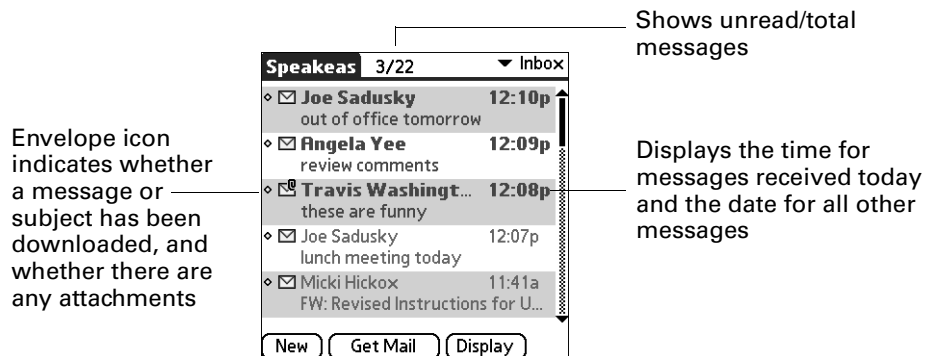 Shows unread/total
messages
Speakeas 3/22 Inbox
Joe Sadusky 12:10p
out of office tomorrow
Angela Yee 12:09p
review comments
Travis Washingt... 12:08p
these are funny
Joe Sadusky 12:07p
lunch meeting today
Micki Hickox 11:41a
FW: Revised Instructions for U...
New Get Mail Display
Envelope icon
indicates whether
a message or
subject has been
downloaded, and
whether there are
any attachments
Displays the time for
messages received today
and the date for all other
messages